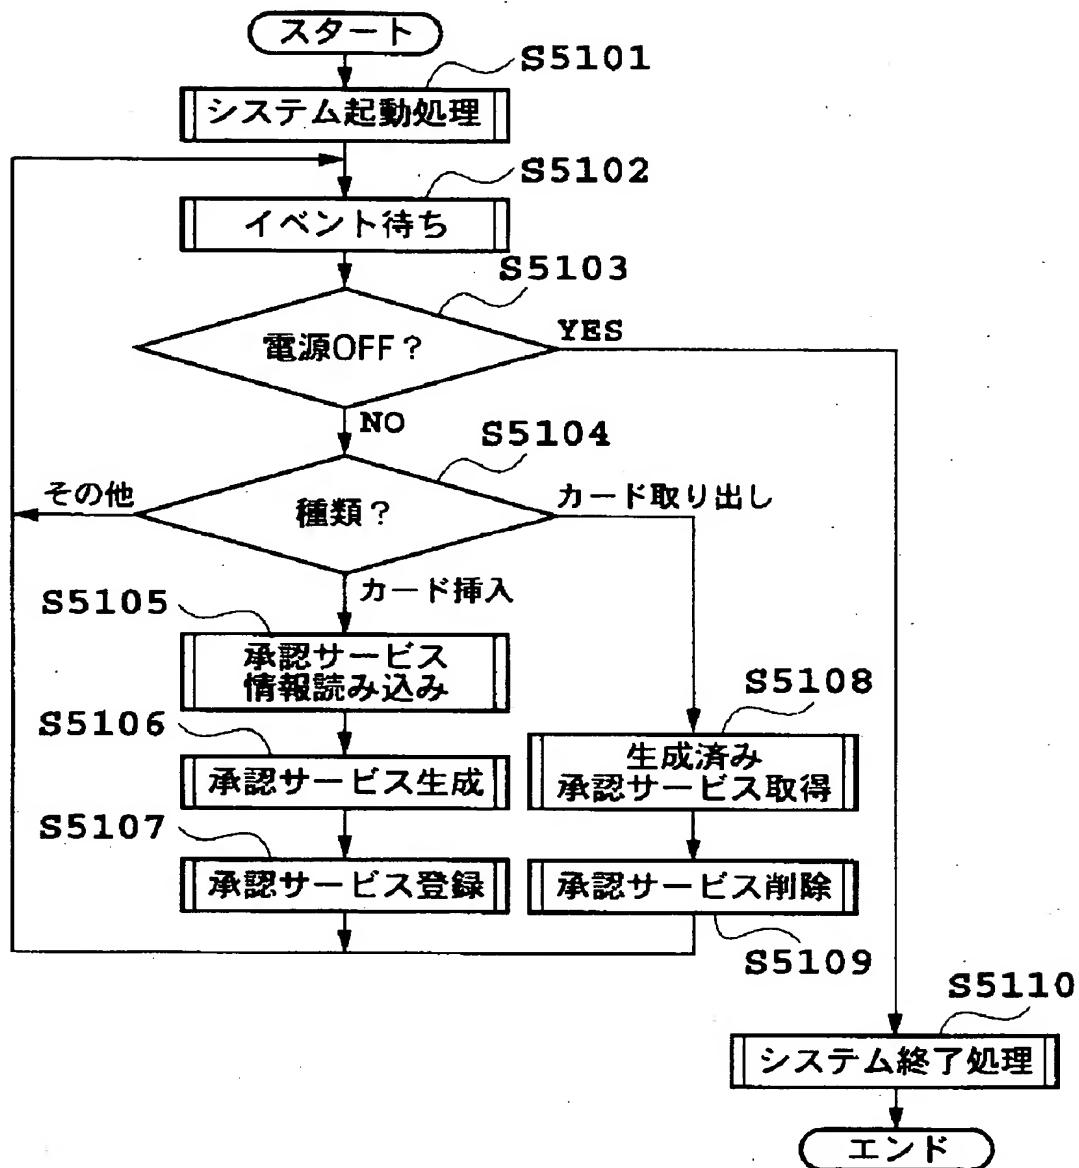 スタート
S5101
システム起動処理
S5102
イベント待ち
S5103
電源OFF？
YES
NO
S5104
その他
種類？
カード取り出し
カード挿入
S5105
承認サービス
情報読み込み
S5106
承認サービス生成
S5107
承認サービス登録
S5108
生成済み
承認サービス取得
承認サービス削除
S5109
S5110
システム終了処理
エンド